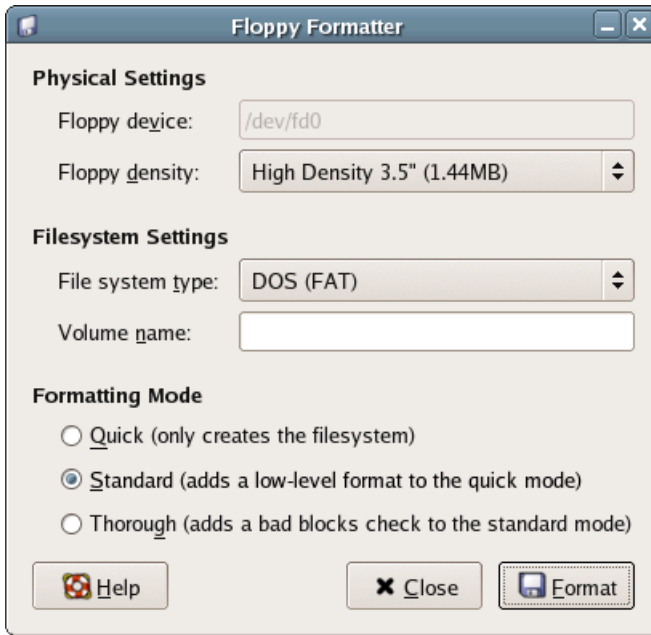 Floppy Formatter
Physical Settings
Floppy device: /dev/fd0
Floppy density: High Density 3.5" (1.44MB)
Filesystem Settings
File system type: DOS (FAT)
Volume name:
Formatting Mode
Quick (only creates the filesystem)
Standard (adds a low-level format to the quick mode)
Thorough (adds a bad blocks check to the standard mode)
Help Close Format